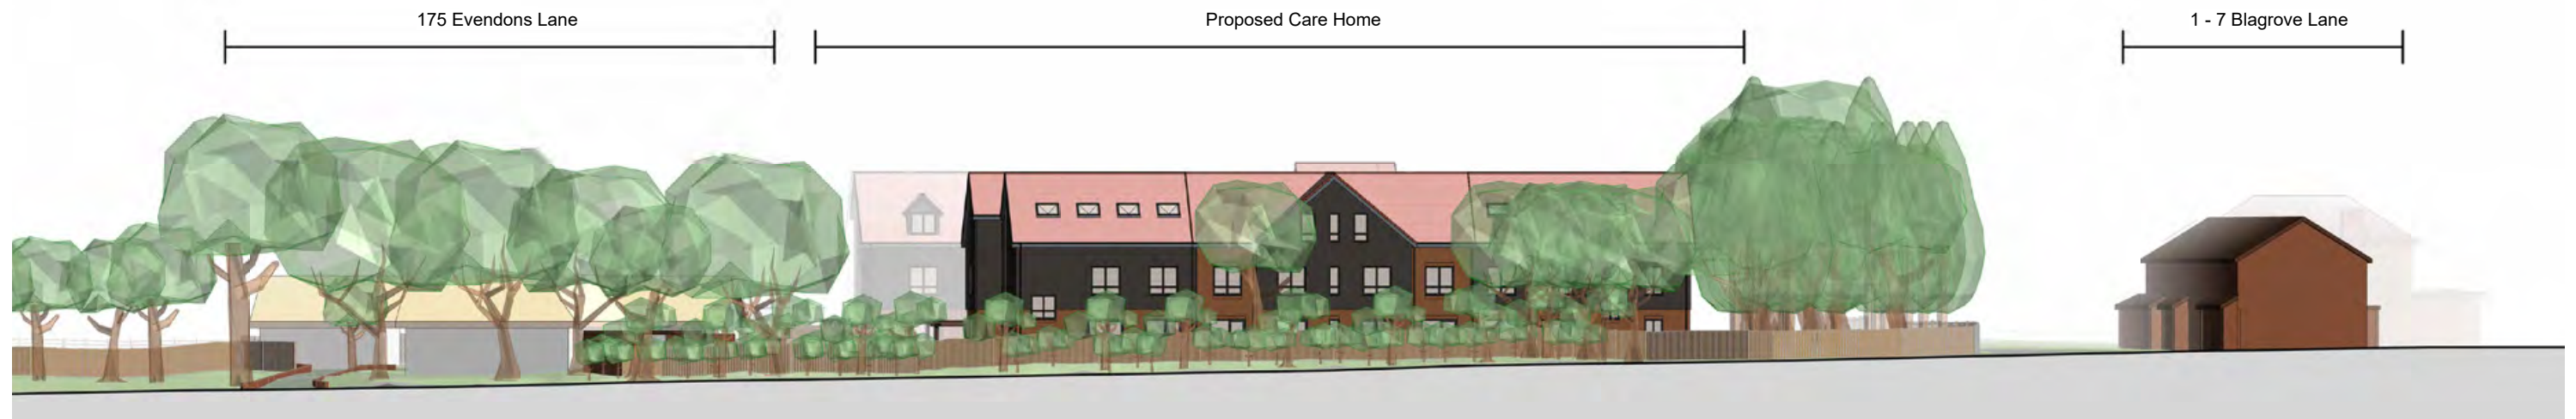 175 Evendons Lane
Proposed Care Home
1 - 7 Blagrove Lane